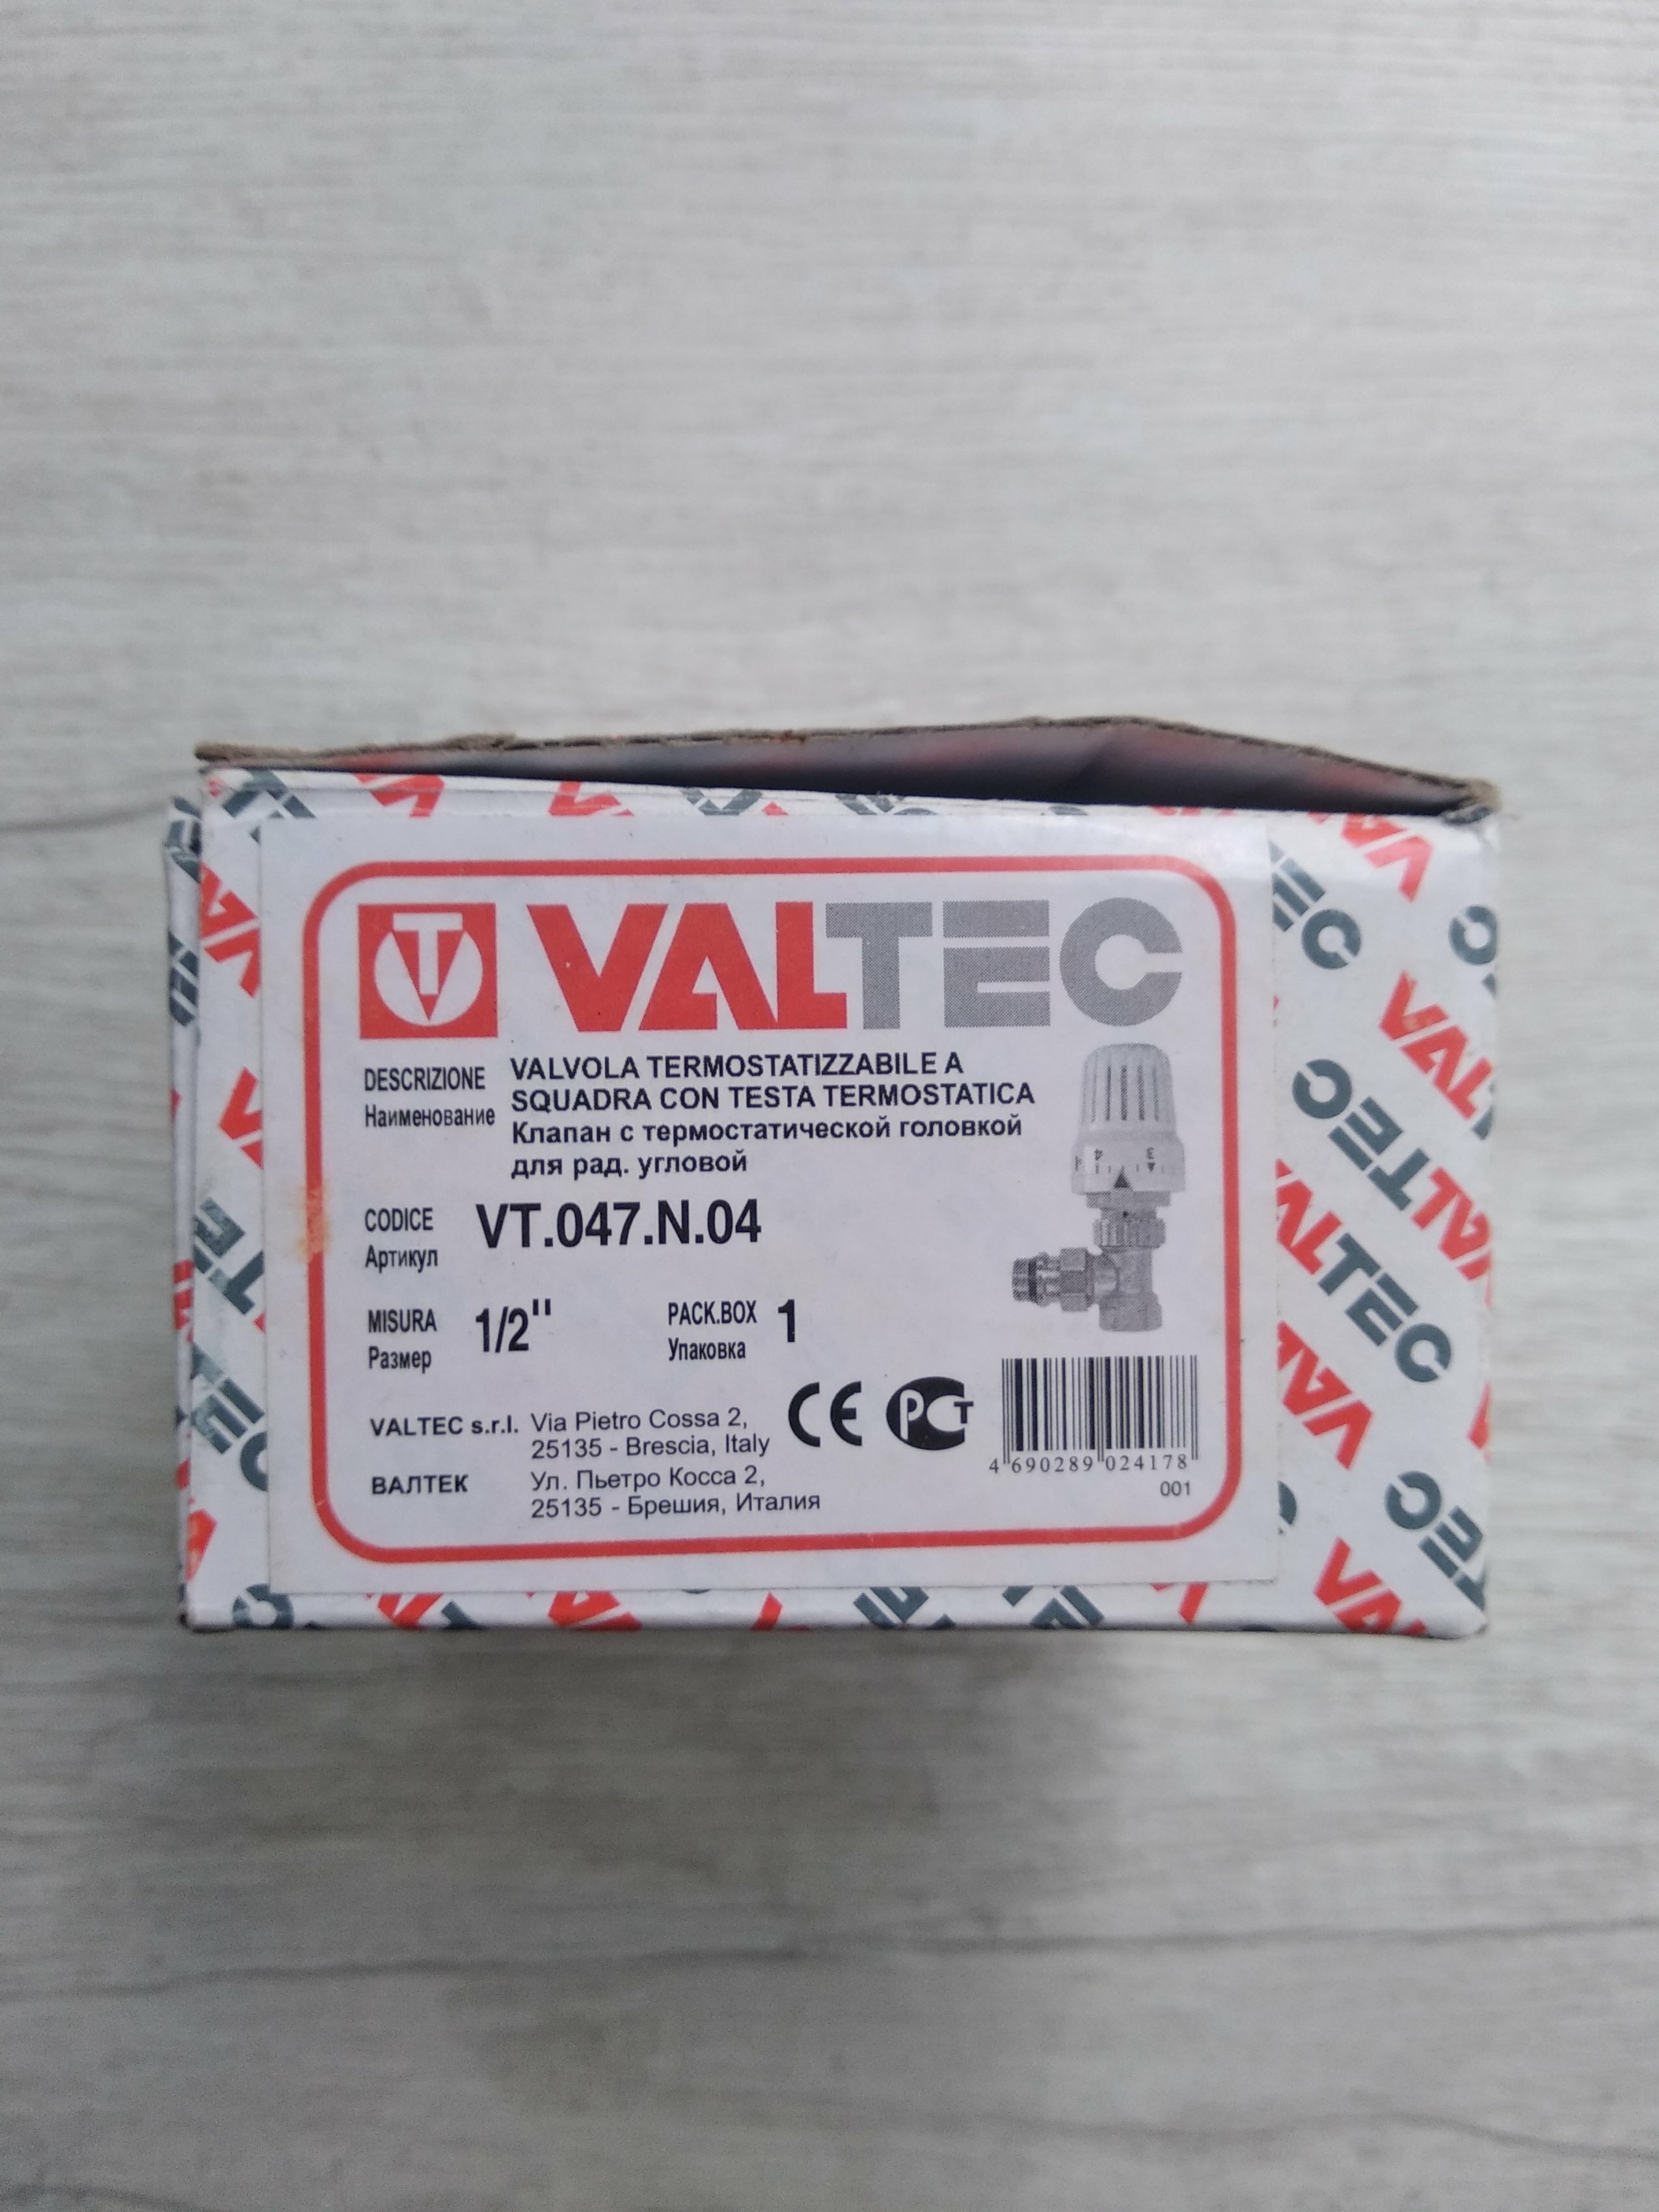 VALTEC
DESCRIZIONE VALVOLA TERMOSTATIZZABILE A
SQUADRA CON TESTA TERMOSTATICA
Наименование Клапан с термостатической головкой
для рад. угловой
CODICE VT.047.N.04
Артикул
MISURA 1/2" PACK.BOX 1
Размер Упаковка
VALTEC s.r.l. Via Pietro Cossa 2,
25135 - Brescia, Italy
ВАЛТЕК Ул. Пьетро Косса 2,
25135 - Брешия, Италия
CE РСТ
4 690289 024178
001
VALTEC